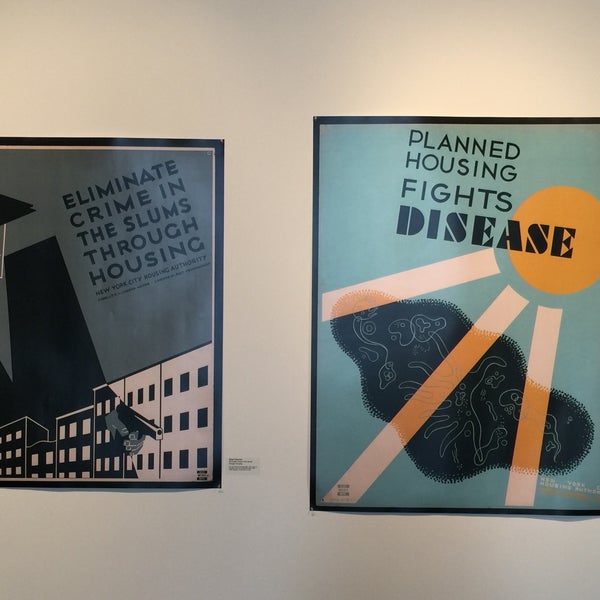 ELIMINATE
CRIME IN
THE SLUMS
THROUGH
HOUSING
NEW YORK CITY HOUSING AUTHORITY
PLANNED
HOUSING
FIGHTS
DISEASE
NEW YORK
HOUSING